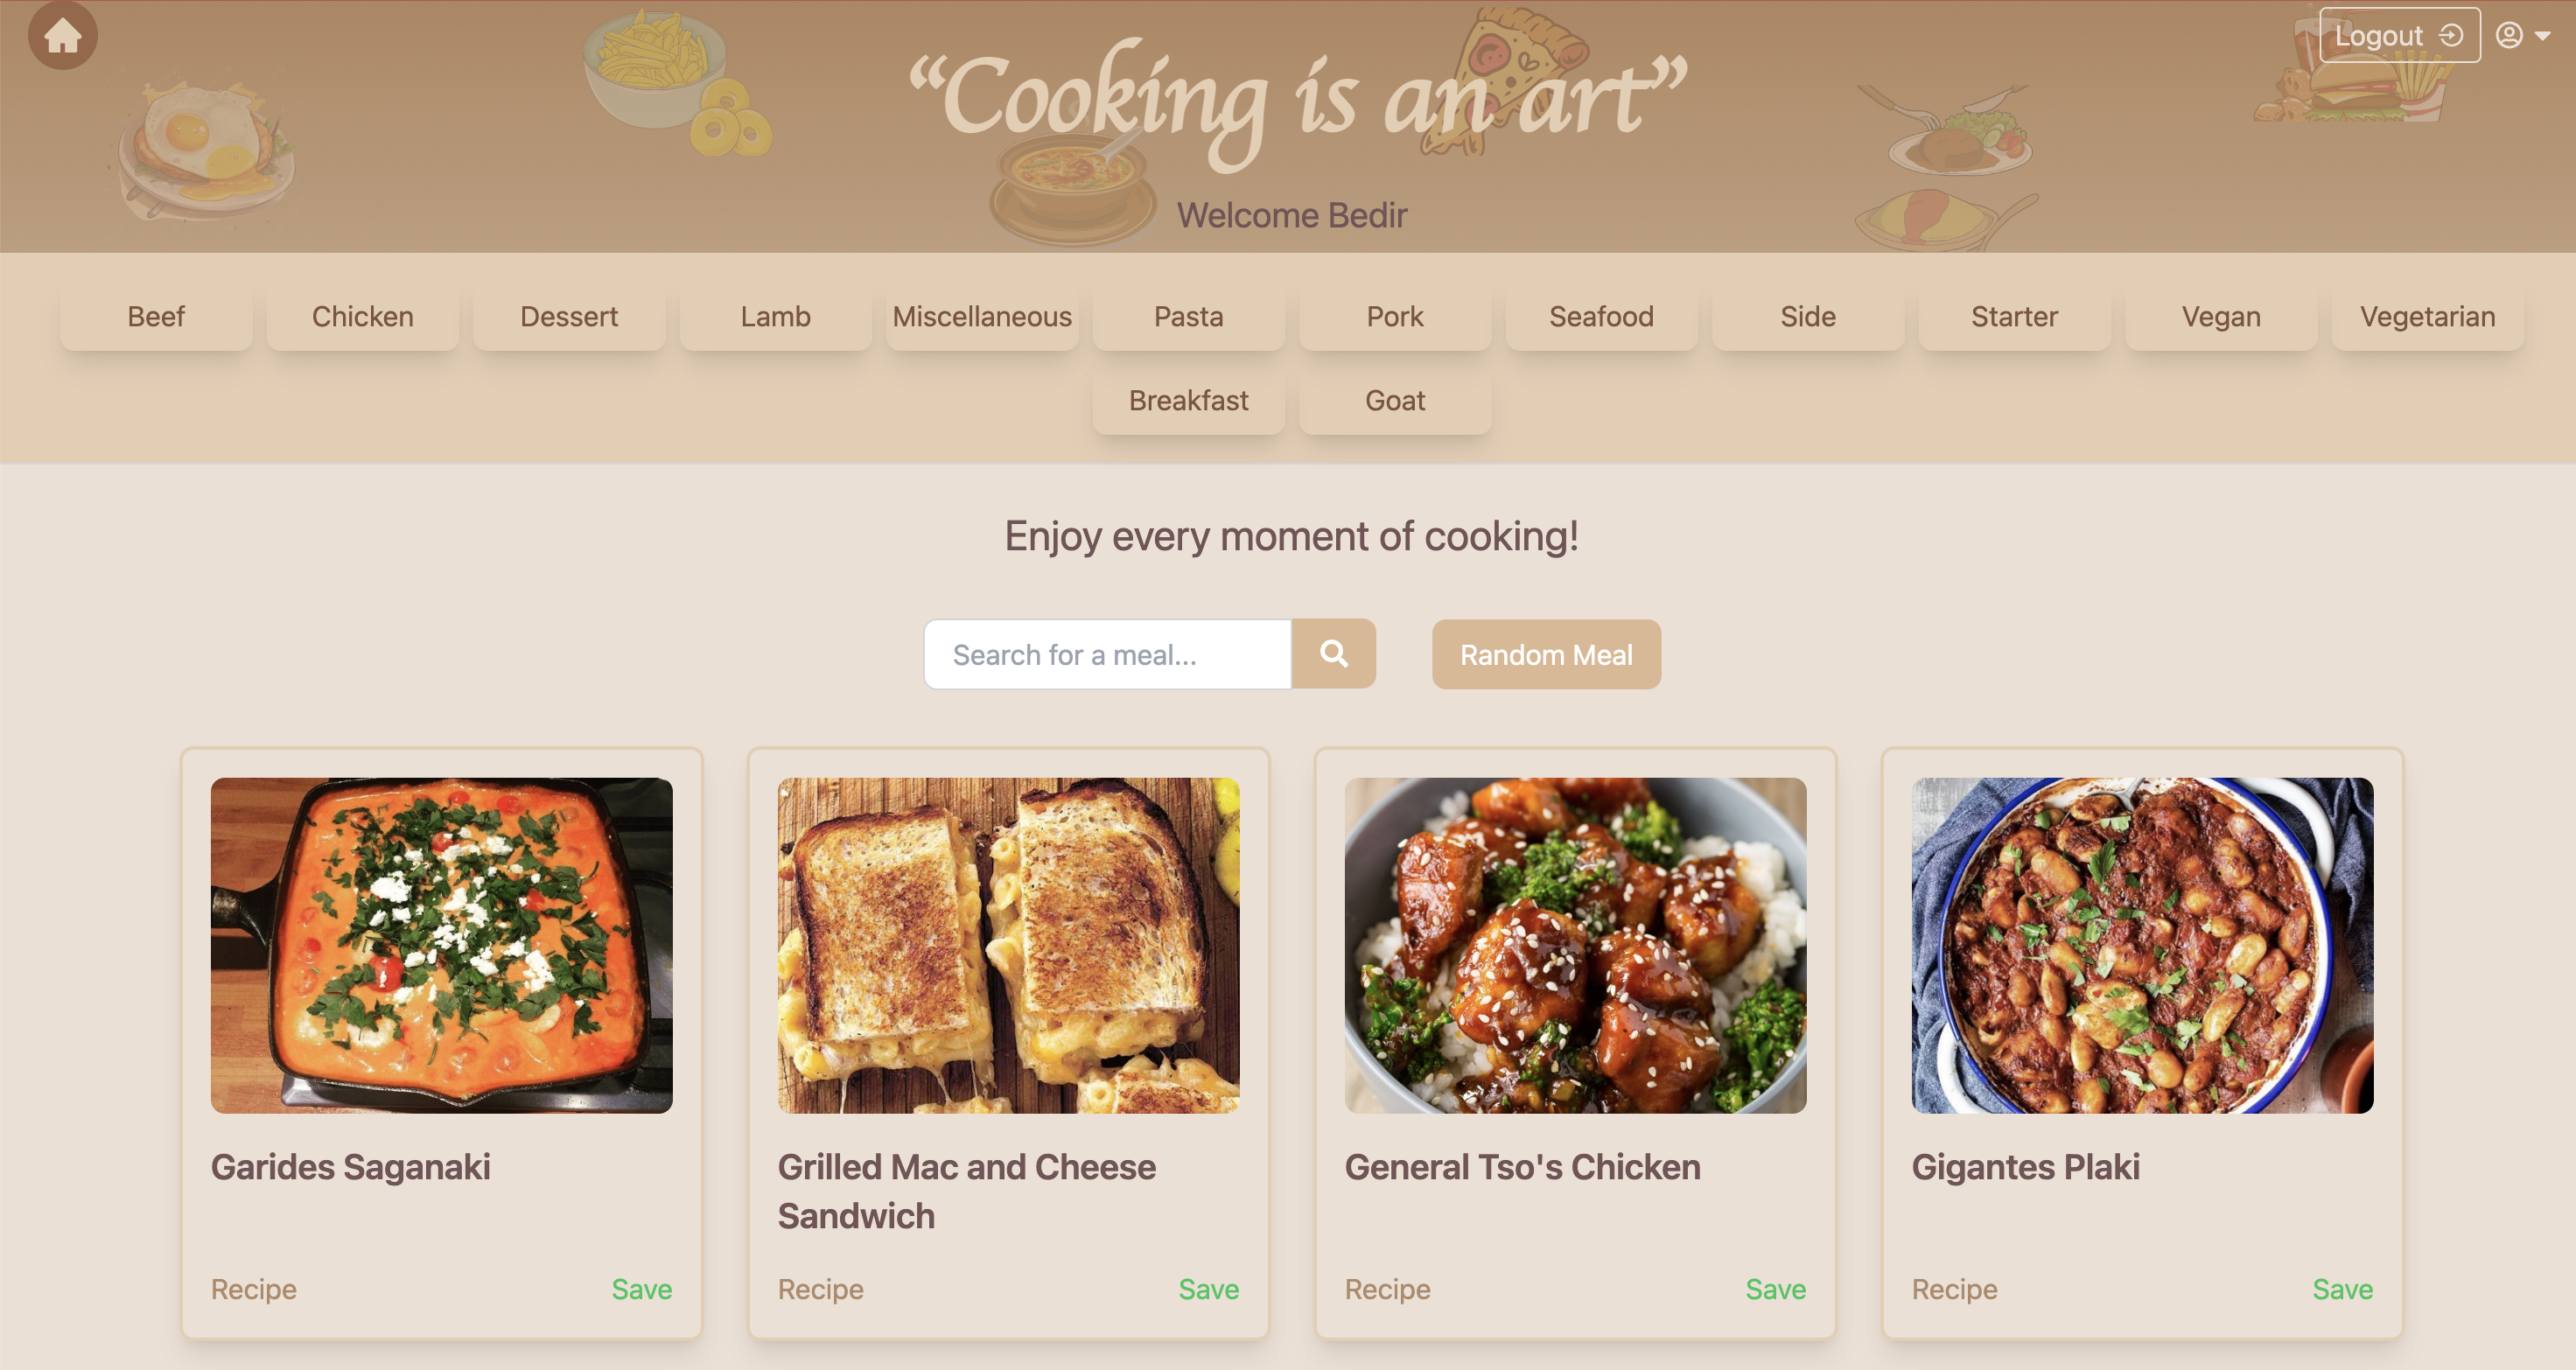 Logout
“Cooking is an art”
Welcome Bedir
Beef Chicken Dessert Lamb Miscellaneous Pasta Pork Seafood Side Starter Vegan Vegetarian
Breakfast Goat
Enjoy every moment of cooking!
Search for a meal... Random Meal
Garides Saganaki
Recipe Save
Grilled Mac and Cheese
Sandwich
Recipe Save
General Tso's Chicken
Recipe Save
Gigantes Plaki
Recipe Save